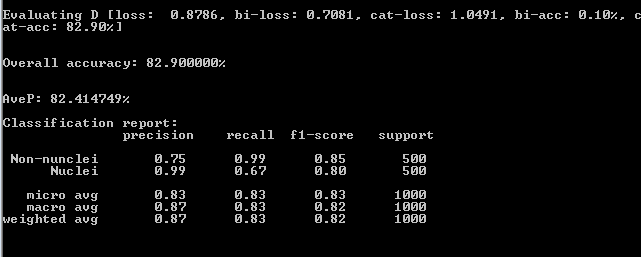 Evaluating D [loss:  0.8786, bi-loss: 0.7081, cat-loss: 1.0491, bi-acc: 0.10%, c
at-acc: 82.90%]
Overall accuracy: 82.900000%
AveP: 82.414749%
Classification report:
precision recall f1-score support
Non-nunclei 0.75 0.99 0.85 500
Nuclei 0.99 0.67 0.80 500
micro avg 0.83 0.83 0.83 1000
macro avg 0.87 0.83 0.82 1000
weighted avg 0.87 0.83 0.82 1000